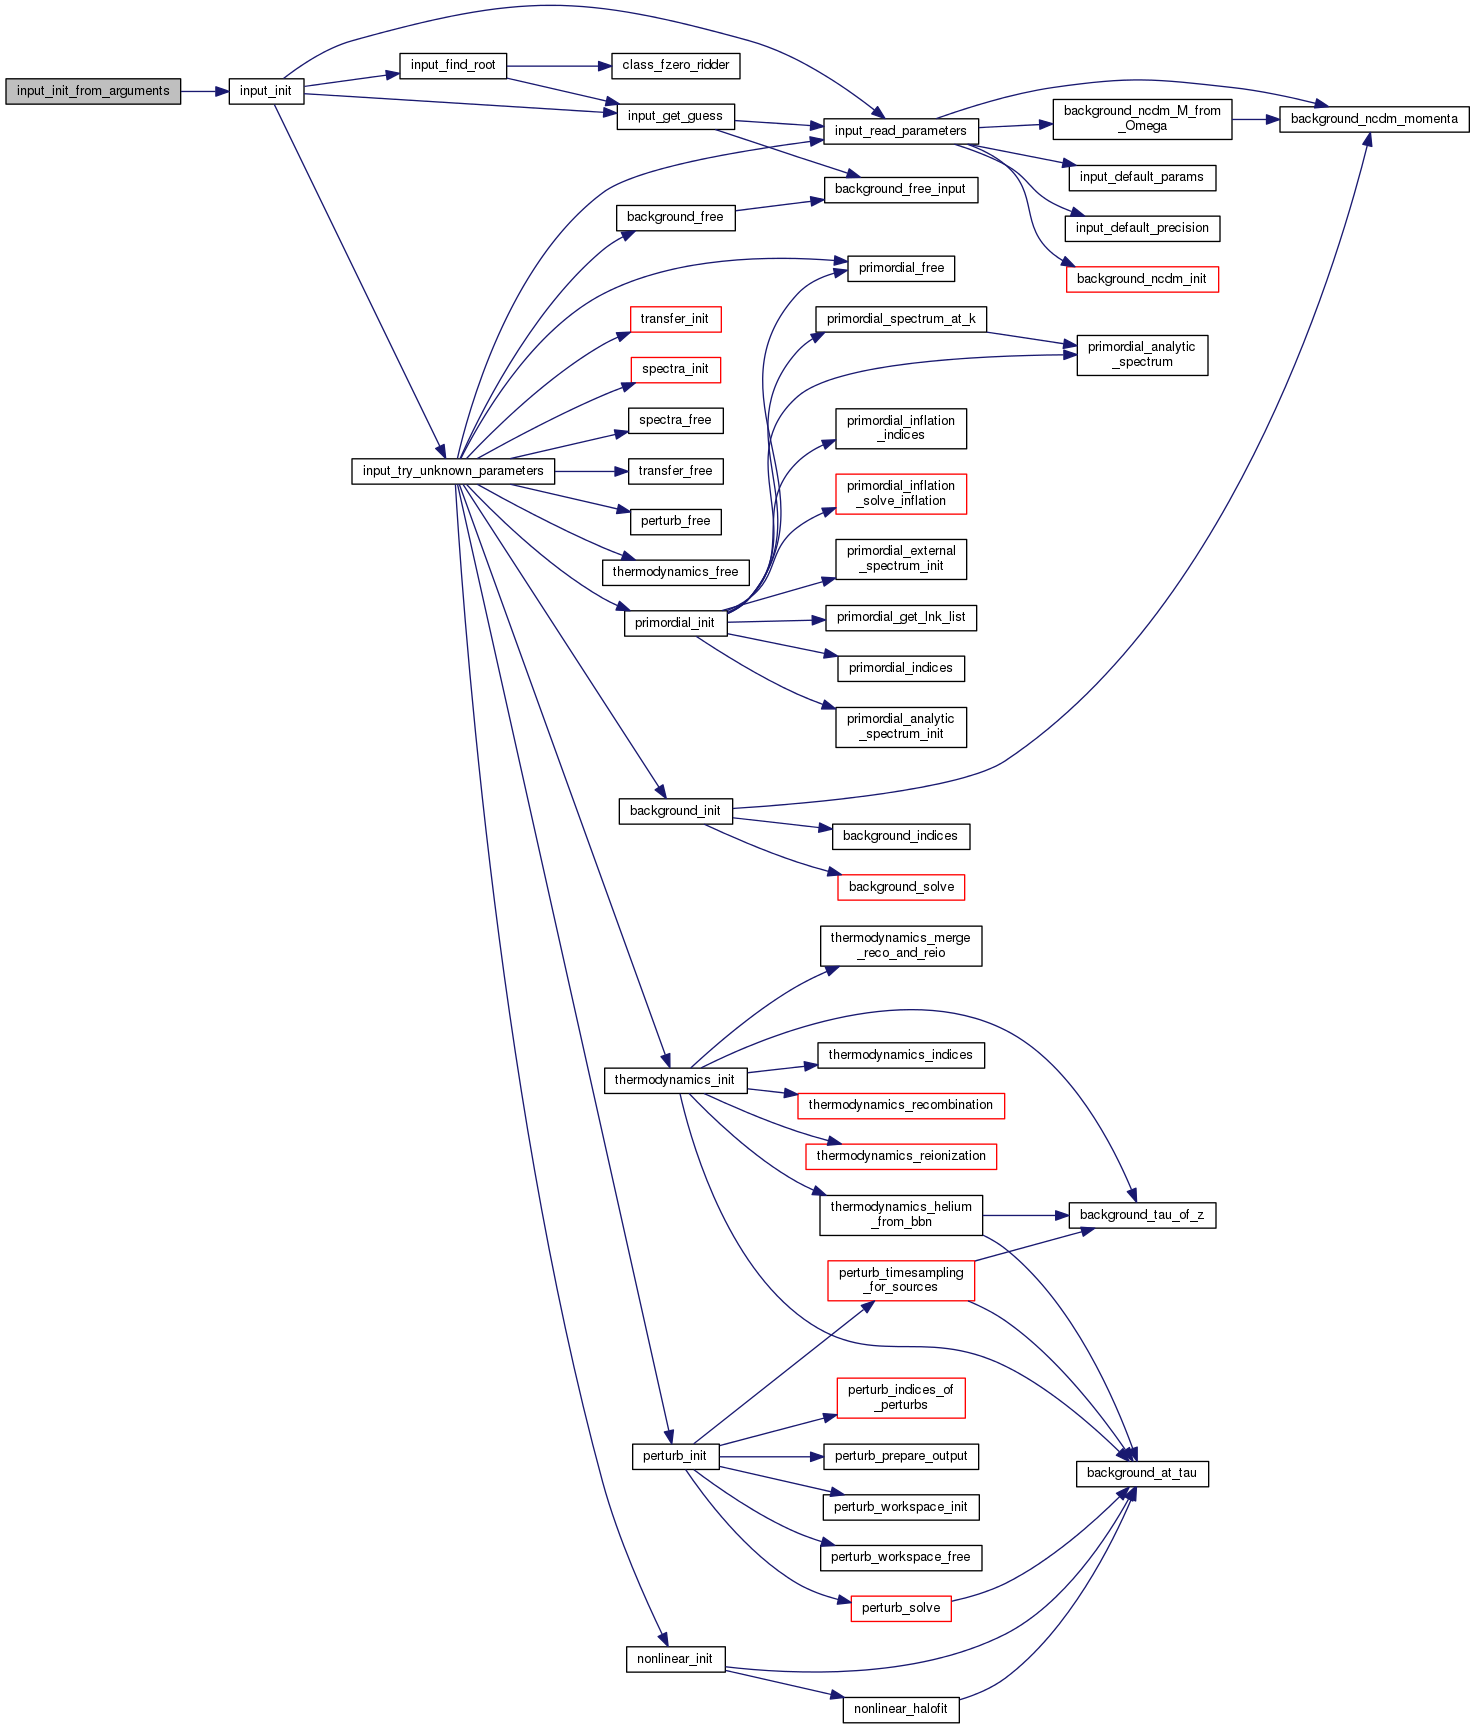 input_init_from_arguments
input_init
input_find_root
class_fzero_ridder
input_get_guess
input_read_parameters
background_ncdm_M_from
_Omega
background_ncdm_momenta
input_default_params
background_free_input
background_free
input_default_precision
primordial_free
background_ncdm_init
transfer_init
primordial_spectrum_at_k
primordial_analytic
_spectrum
spectra_init
spectra_free
primordial_inflation
_indices
input_try_unknown_parameters
transfer_free
primordial_inflation
_solve_inflation
perturb_free
primordial_external
_spectrum_init
thermodynamics_free
primordial_init
primordial_get_lnk_list
primordial_indices
primordial_analytic
_spectrum_init
background_init
background_indices
background_solve
thermodynamics_merge
_reco_and_reio
thermodynamics_indices
thermodynamics_init
thermodynamics_recombination
thermodynamics_reionization
thermodynamics_helium
_from_bbn
background_tau_of_z
perturb_timesampling
_for_sources
perturb_indices_of
_perturbs
perturb_init
perturb_prepare_output
background_at_tau
perturb_workspace_init
perturb_workspace_free
perturb_solve
nonlinear_init
nonlinear_halofit